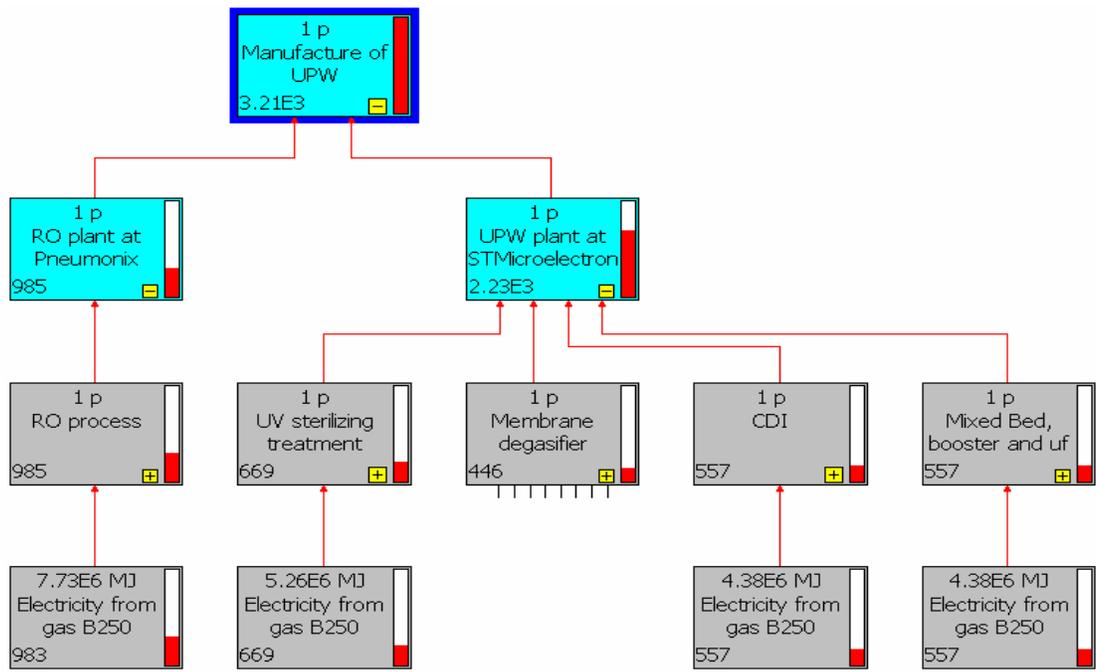 1 p
Manufacture of
UPW
3.21E3
-
1 p
RO plant at
Pneumonix
985
-
1 p
UPW plant at
STMicroelectron
2.23E3
-
1 p
RO process
985
+
1 p
UV sterilizing
treatment
669
+
1 p
Membrane
degasifier
446
+
1 p
CDI
557
+
1 p
Mixed Bed,
booster and uf
557
+
7.73E6 MJ
Electricity from
gas B250
983
5.26E6 MJ
Electricity from
gas B250
669
4.38E6 MJ
Electricity from
gas B250
557
4.38E6 MJ
Electricity from
gas B250
557